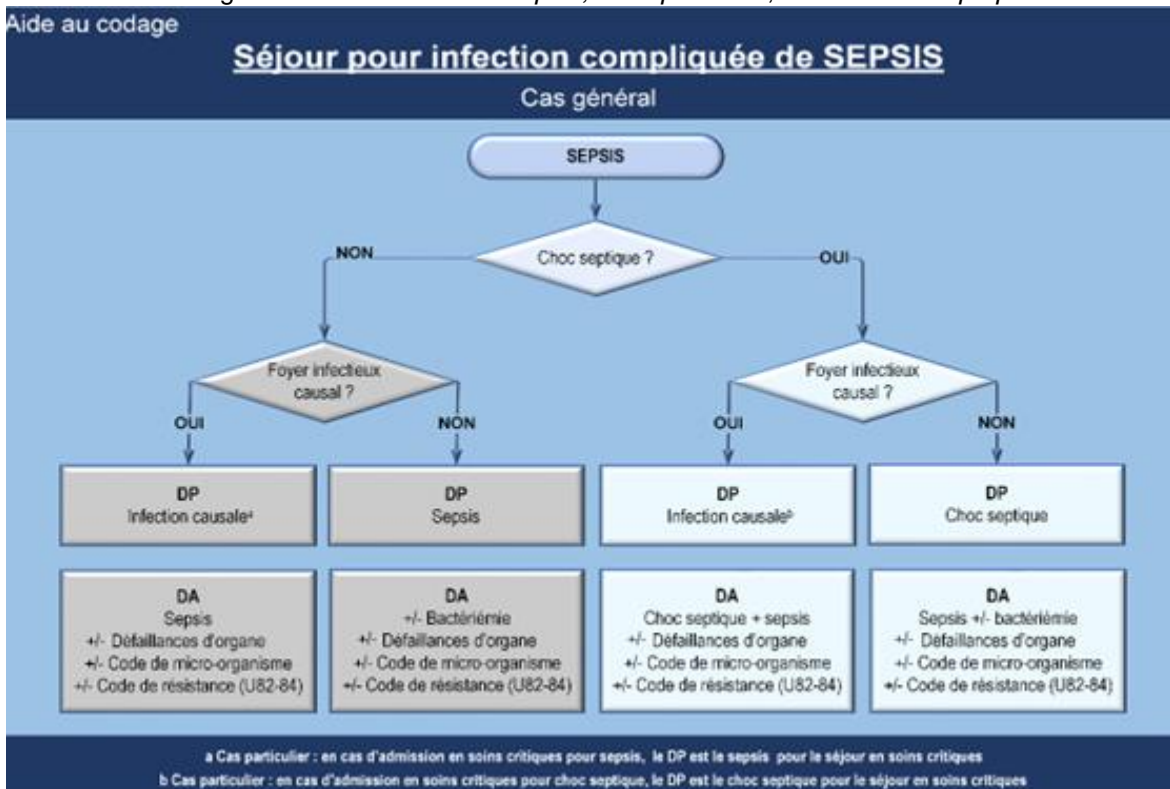 Aide au codage
Séjour pour infection compliquée de SEPSIS
Cas général
SEPSIS
Choc septique ?
NON
OUI
Foyer infectieux
causal ?
Foyer infectieux
causal ?
OUI
NON
OUI
NON
DP
Infection causaleᵃ
DP
Sepsis
DP
Infection causaleᵇ
DP
Choc septique
DA
Sepsis
+/- Défaillances d'organe
+/- Code de micro-organisme
+/- Code de résistance (U82-84)
DA
+/- Bactériémie
+/- Défaillances d'organe
+/- Code de micro-organisme
+/- Code de résistance (U82-84)
DA
Choc septique + sepsis
+/- Défaillances d'organe
+/- Code de micro-organisme
+/- Code de résistance (U82-84)
DA
Sepsis +/- bactériémie
+/- Défaillances d'organe
+/- Code de micro-organisme
+/- Code de résistance (U82-84)
a Cas particulier : en cas d'admission en soins critiques pour sepsis, le DP est le sepsis pour le séjour en soins critiques
b Cas particulier : en cas d'admission en soins critiques pour choc septique, le DP est le choc septique pour le séjour en soins critiques